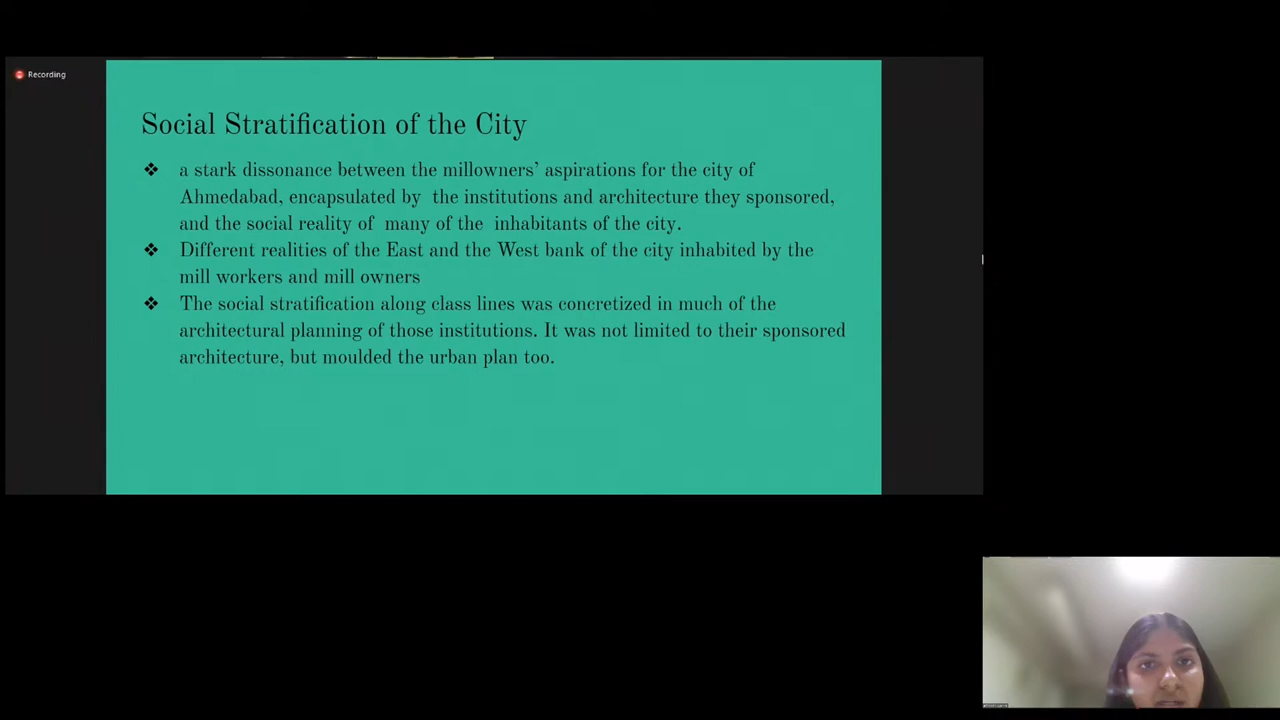 Recording
Social Stratification of the City
❖ a stark dissonance between the millowners' aspirations for the city of
Ahmedabad, encapsulated by the institutions and architecture they sponsored,
and the social reality of many of the inhabitants of the city.
❖ Different realities of the East and the West bank of the city inhabited by the
mill workers and mill owners
❖ The social stratification along class lines was concretized in much of the
architectural planning of those institutions. It was not limited to their sponsored
architecture, but moulded the urban plan too.